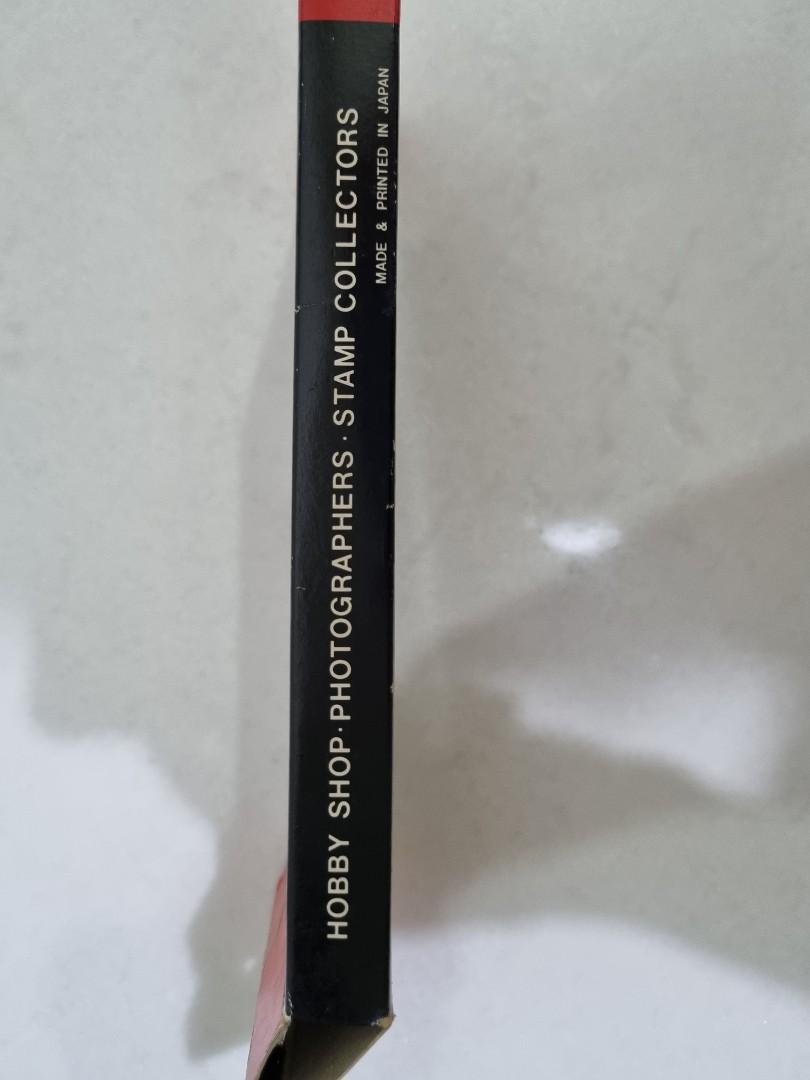 HOBBY SHOP·PHOTOGRAPHERS·STAMP COLLECTORS
MADE & PRINTED IN JAPAN